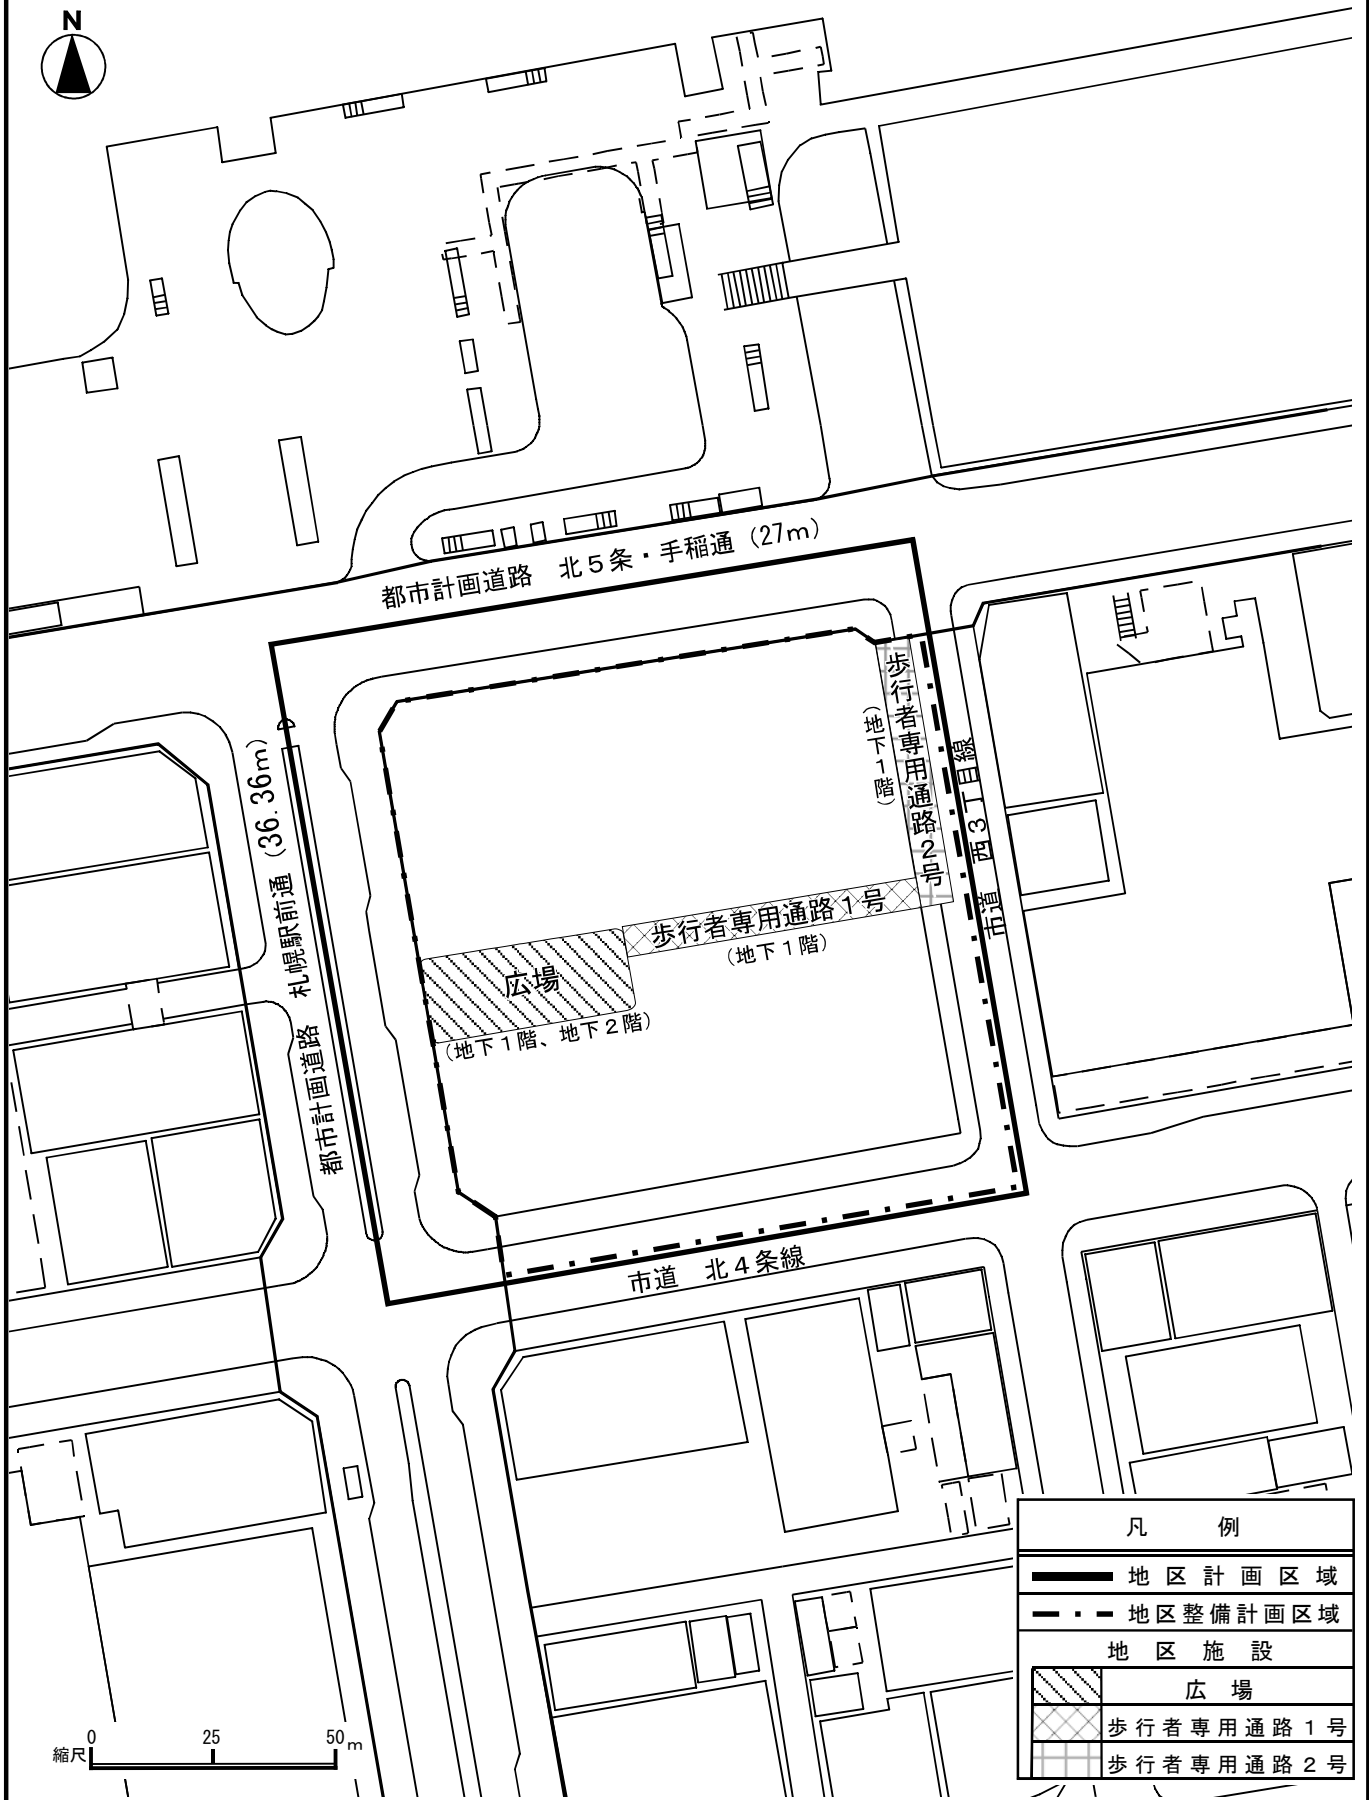 N
都市計画道路　北５条・手稲通（27m）
都市計画道路　札幌駅前通（36.36m）
歩行者専用通路２号
（地下１階）
市道　西３丁目線
歩行者専用通路１号
（地下１階）
広場
（地下１階、地下２階）
市道　北４条線
凡　例
地区計画区域
地区整備計画区域
地区施設
広場
歩行者専用通路１号
歩行者専用通路２号
縮尺 0 25 50m